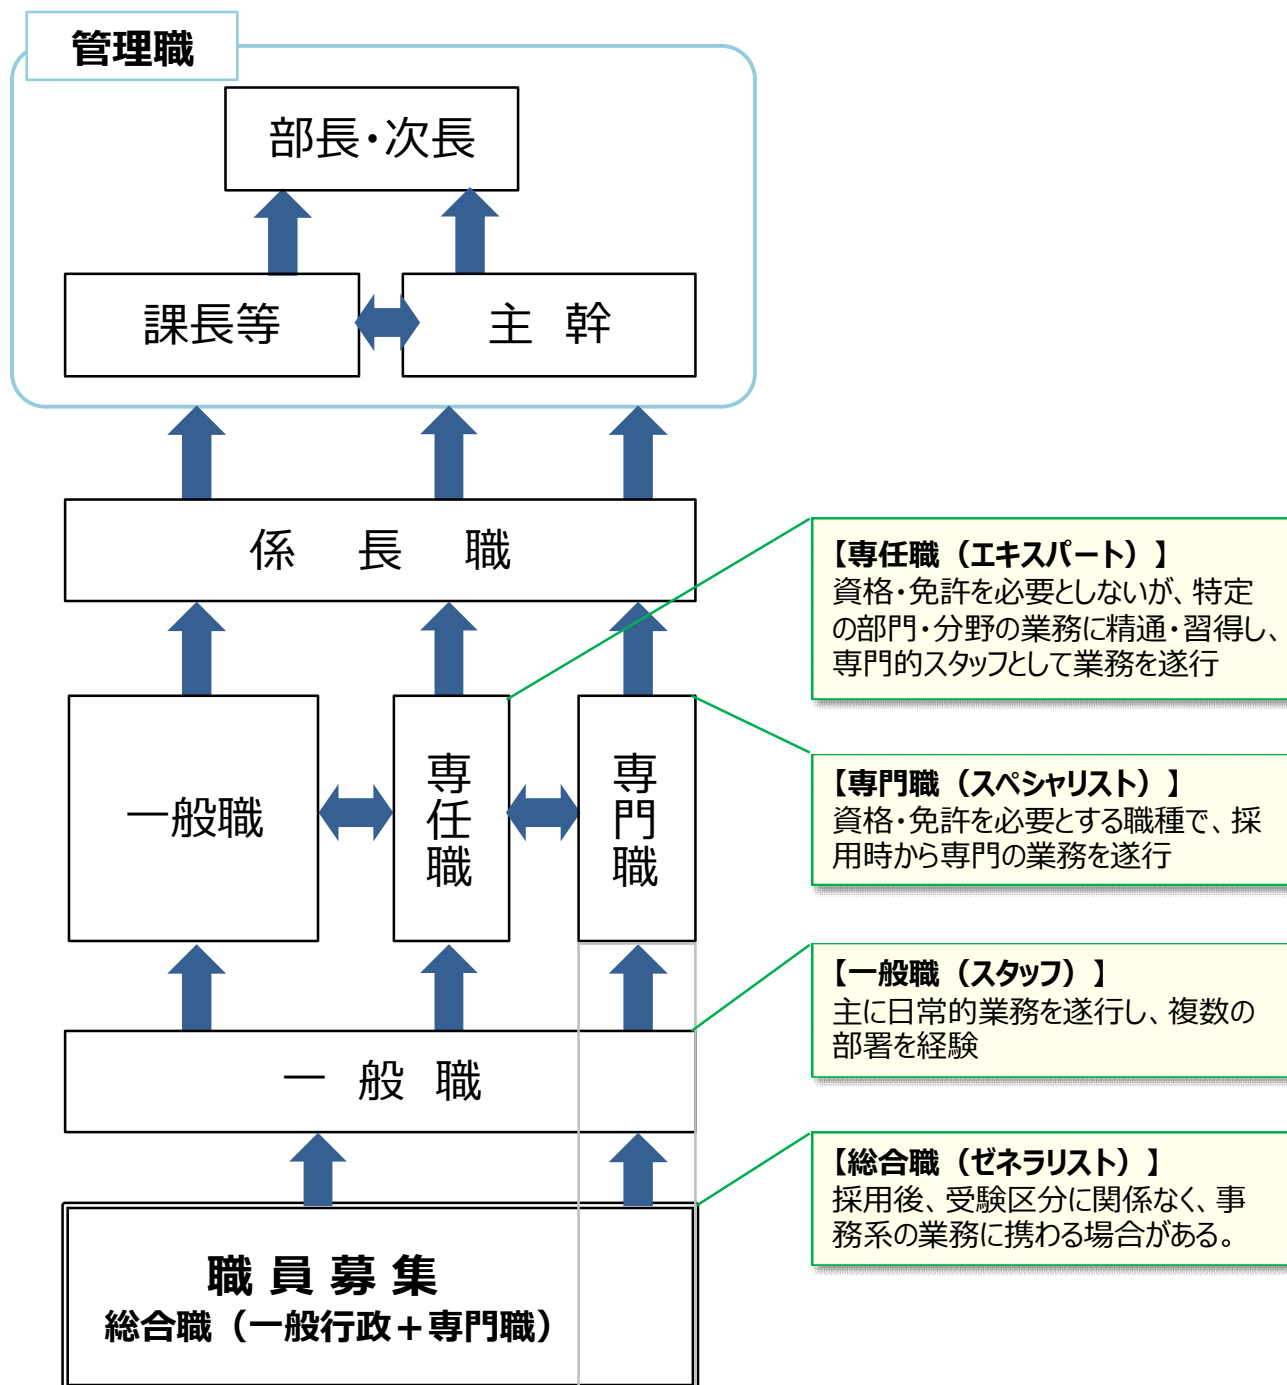 管理職
部長・次長
課長等
主 幹
係 長 職
一般職
専任職
専門職
一 般 職
職 員 募 集
総合職（一般行政＋専門職）
【専任職（エキスパート）】
資格・免許を必要としないが、特定
の部門・分野の業務に精通・習得し、
専門的スタッフとして業務を遂行
【専門職（スペシャリスト）】
資格・免許を必要とする職種で、採
用時から専門の業務を遂行
【一般職（スタッフ）】
主に日常的業務を遂行し、複数の
部署を経験
【総合職（ゼネラリスト）】
採用後、受験区分に関係なく、事
務系の業務に携わる場合がある。